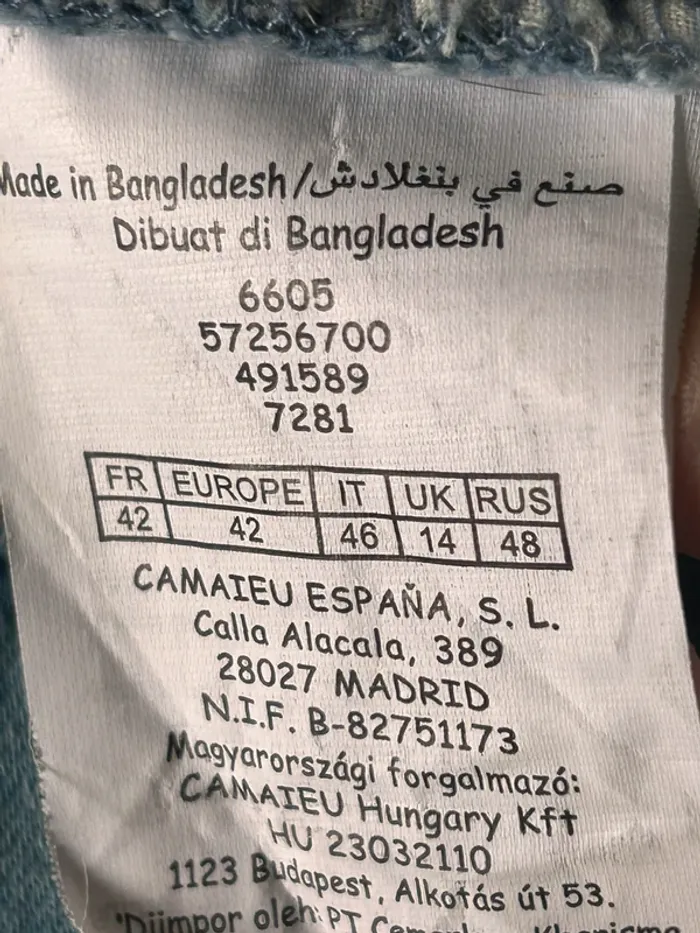 Made in Bangladesh/صنع في بنغلادش
Dibuat di Bangladesh
6605
57256700
491589
7281
FR EUROPE IT UK RUS
42 42 46 14 48
CAMAIEU ESPAÑA, S. L.
Calla Alacala, 389
28027 MADRID
N.I.F. B-82751173
Magyarországi forgalmazó:
CAMAIEU Hungary Kft
HU 23032110
1123 Budapest, Alkotás út 53.
'Diimpor oleh: PT